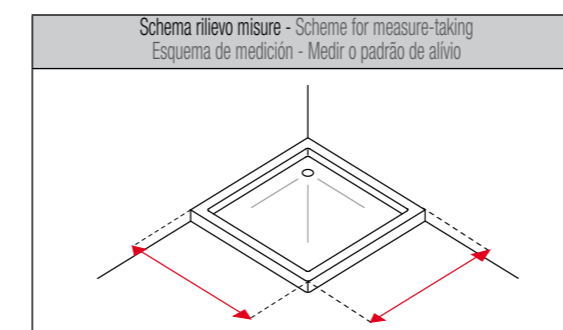 Schema rilievo misure - Scheme for measure-taking
Esquema de medición - Medir o padrão de alívio